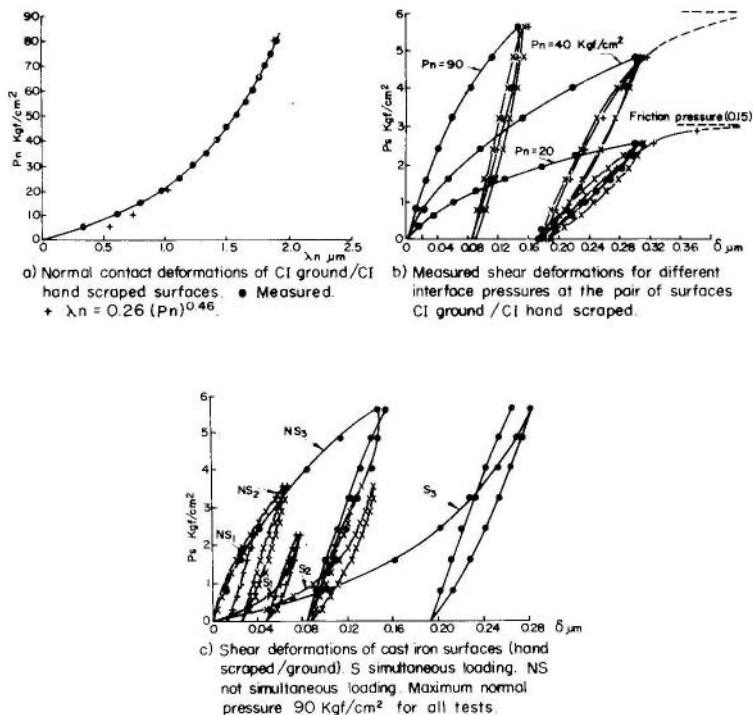 90
80
70
60
50
40
30
20
10
0
Pn Kgf/cm²
0.5 1.0 1.5 2.0 2.5
λn μm
a) Normal contact deformations of CI ground/CI
hand scraped surfaces. ● Measured.
+ λn = 0.26 (Pn)^0.46.
6
5
4
3
2
1
0
Ps Kgf/cm²
Pn=90
Pn=40 Kgf/cm²
Friction pressure(0.15)
Pn=20
0 0.04 0.08 0.12 0.16 0.20 0.24 0.28 0.32 0.36 δ μm
b) Measured shear deformations for different
interface pressures at the pair of surfaces
CI ground /CI hand scraped.
6
5
4
3
2
1
0
Ps Kgf/cm²
NS₃
NS₂
S₃
NS₁
S₁
S₂
0 0.04 0.08 0.12 0.16 0.20 0.24 0.28 δ μm
c) Shear deformations of cast iron surfaces (hand
scraped/ground). S simultaneous loading. NS
not simultaneous loading. Maximum normal
pressure 90 Kgf/cm² for all tests.